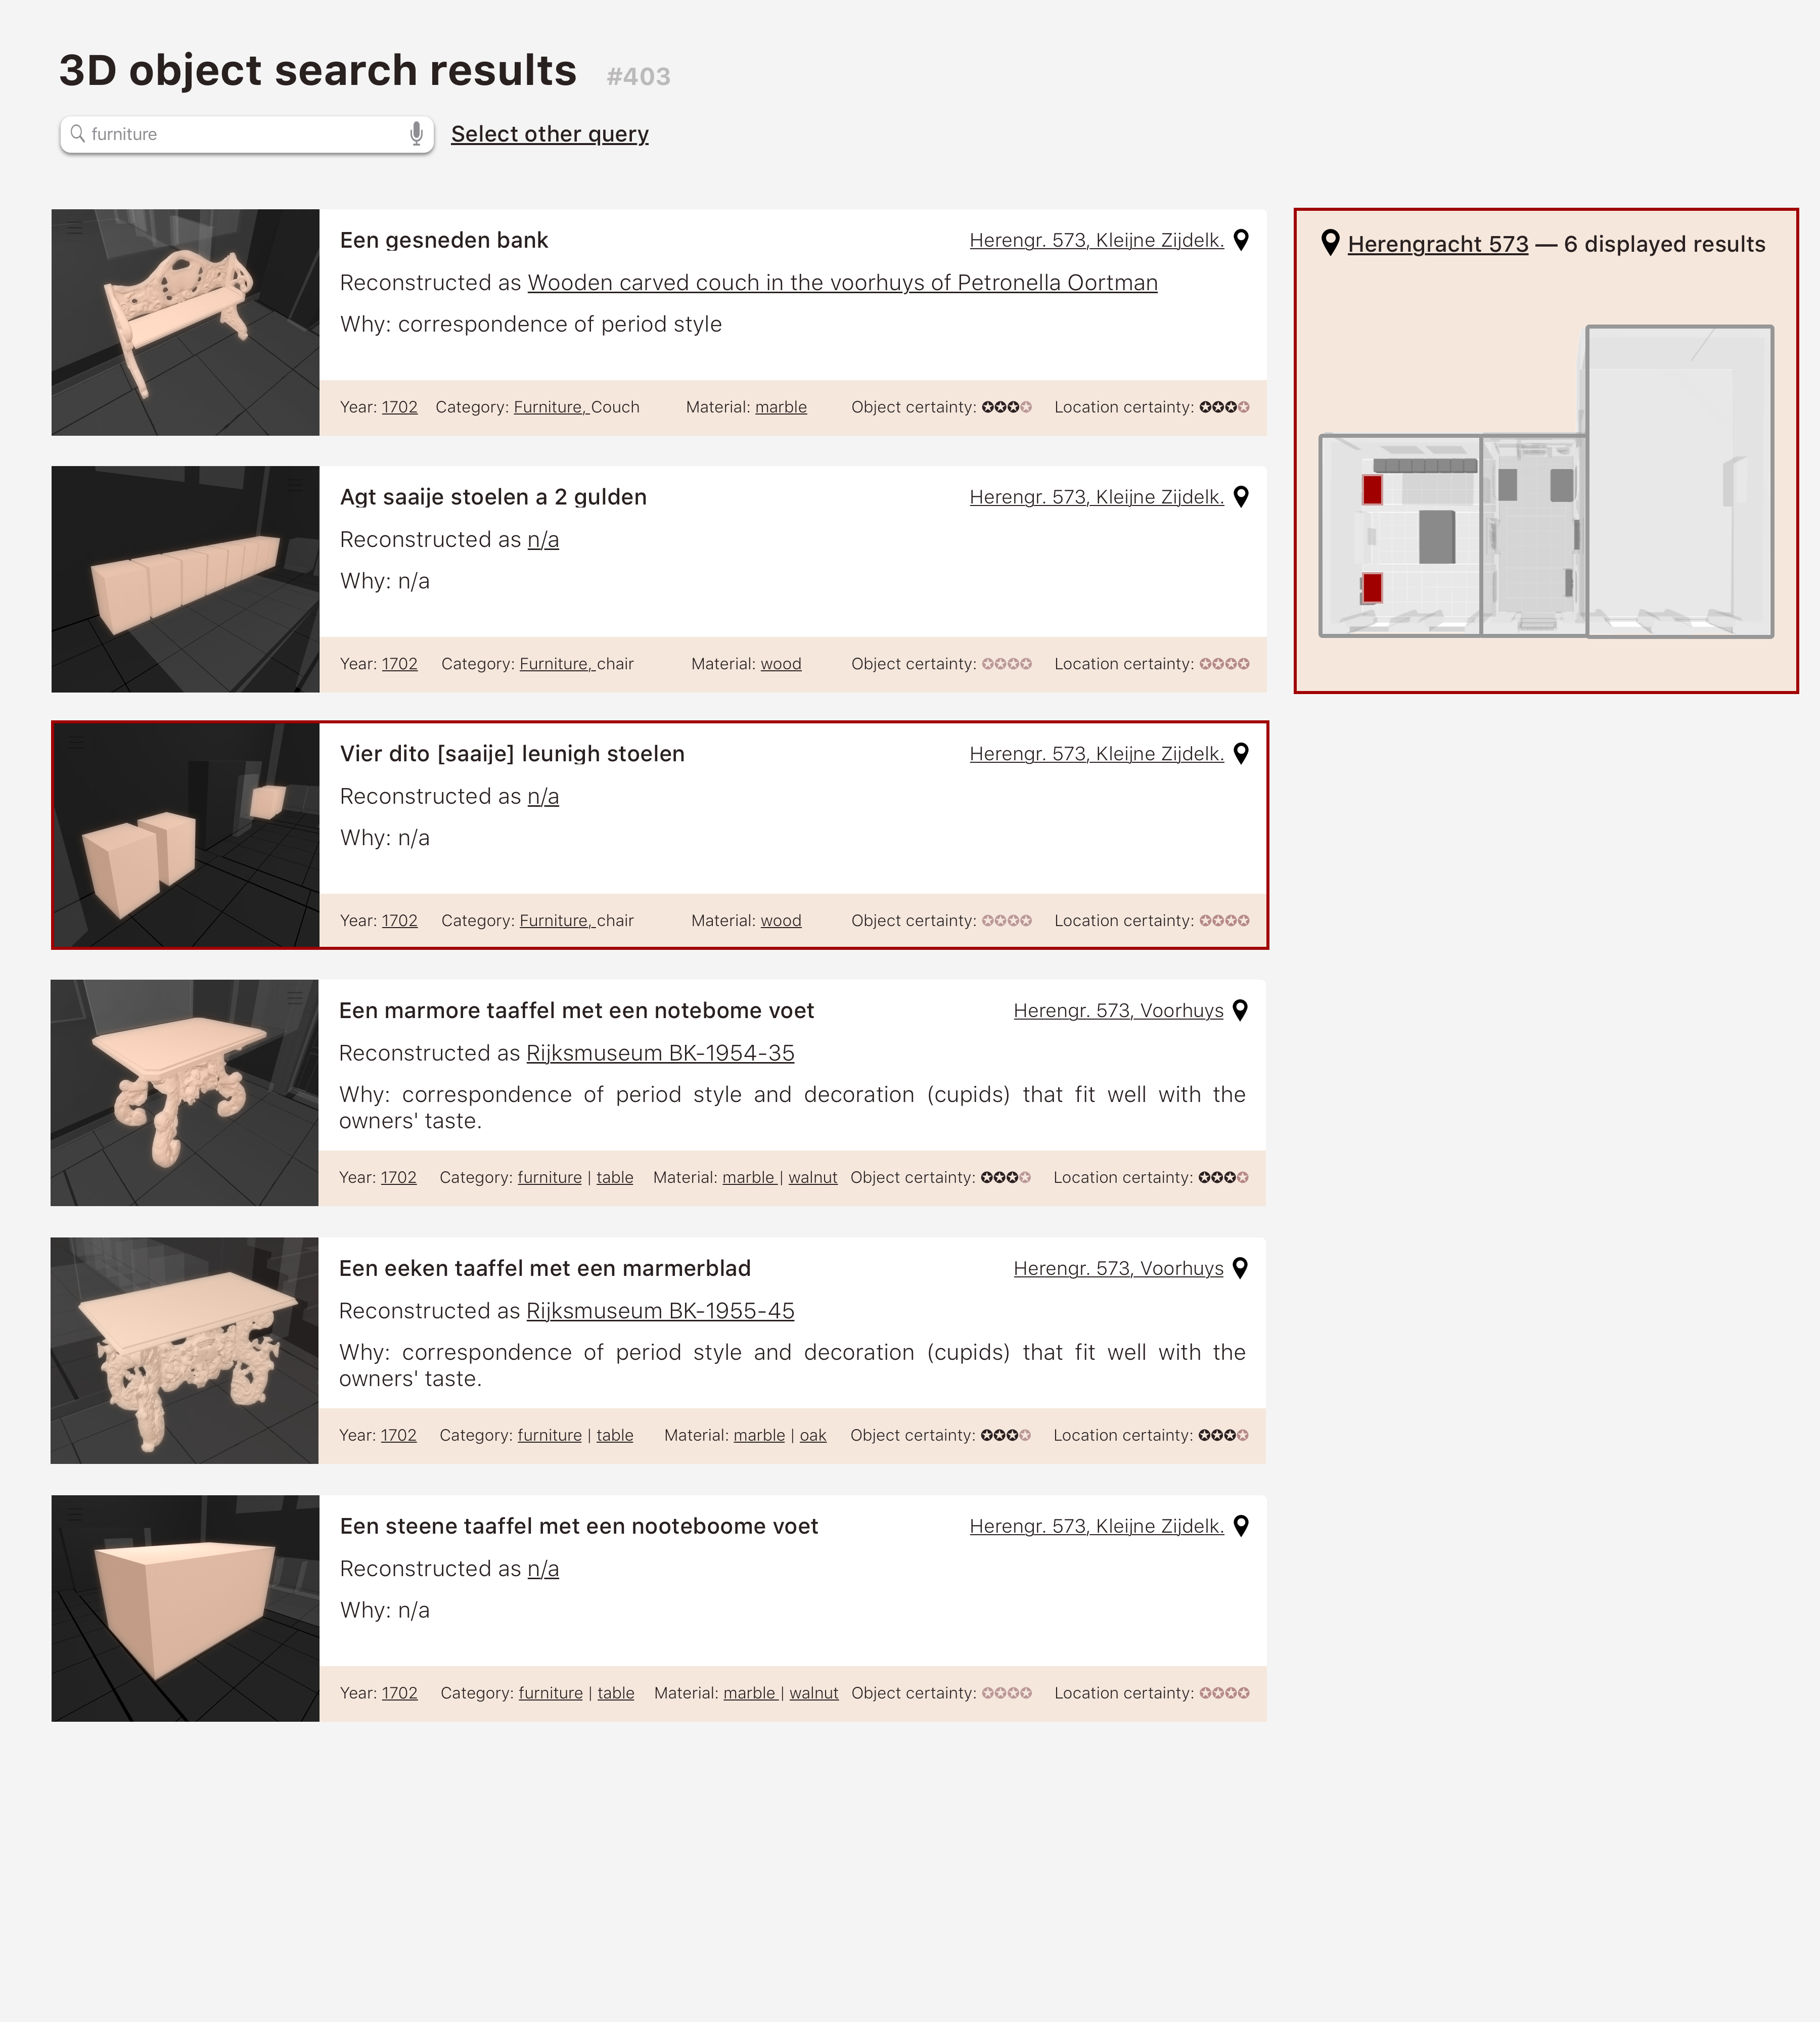 3D object search results #403
furniture
Select other query
Een gesneden bank
Herengr. 573, Kleijne Zijdelk.
Reconstructed as Wooden carved couch in the voorhuys of Petronella Oortman
Why: correspondence of period style
Year: 1702 Category: Furniture, Couch Material: marble Object certainty: ✪✪✪✪ Location certainty: ✪✪✪✪
Herengracht 573 — 6 displayed results
Agt saaije stoelen a 2 gulden
Herengr. 573, Kleijne Zijdelk.
Reconstructed as n/a
Why: n/a
Year: 1702 Category: Furniture, chair Material: wood Object certainty: ✪✪✪✪ Location certainty: ✪✪✪✪
Vier dito [saaije] leunigh stoelen
Herengr. 573, Kleijne Zijdelk.
Reconstructed as n/a
Why: n/a
Year: 1702 Category: Furniture, chair Material: wood Object certainty: ✪✪✪✪ Location certainty: ✪✪✪✪
Een marmore taaffel met een notebome voet
Herengr. 573, Voorhuys
Reconstructed as Rijksmuseum BK-1954-35
Why: correspondence of period style and decoration (cupids) that fit well with the
owners' taste.
Year: 1702 Category: furniture | table Material: marble | walnut Object certainty: ✪✪✪✪ Location certainty: ✪✪✪✪
Een eeken taaffel met een marmerblad
Herengr. 573, Voorhuys
Reconstructed as Rijksmuseum BK-1955-45
Why: correspondence of period style and decoration (cupids) that fit well with the
owners' taste.
Year: 1702 Category: furniture | table Material: marble | oak Object certainty: ✪✪✪✪ Location certainty: ✪✪✪✪
Een steene taaffel met een nooteboome voet
Herengr. 573, Kleijne Zijdelk.
Reconstructed as n/a
Why: n/a
Year: 1702 Category: furniture | table Material: marble | walnut Object certainty: ✪✪✪✪ Location certainty: ✪✪✪✪